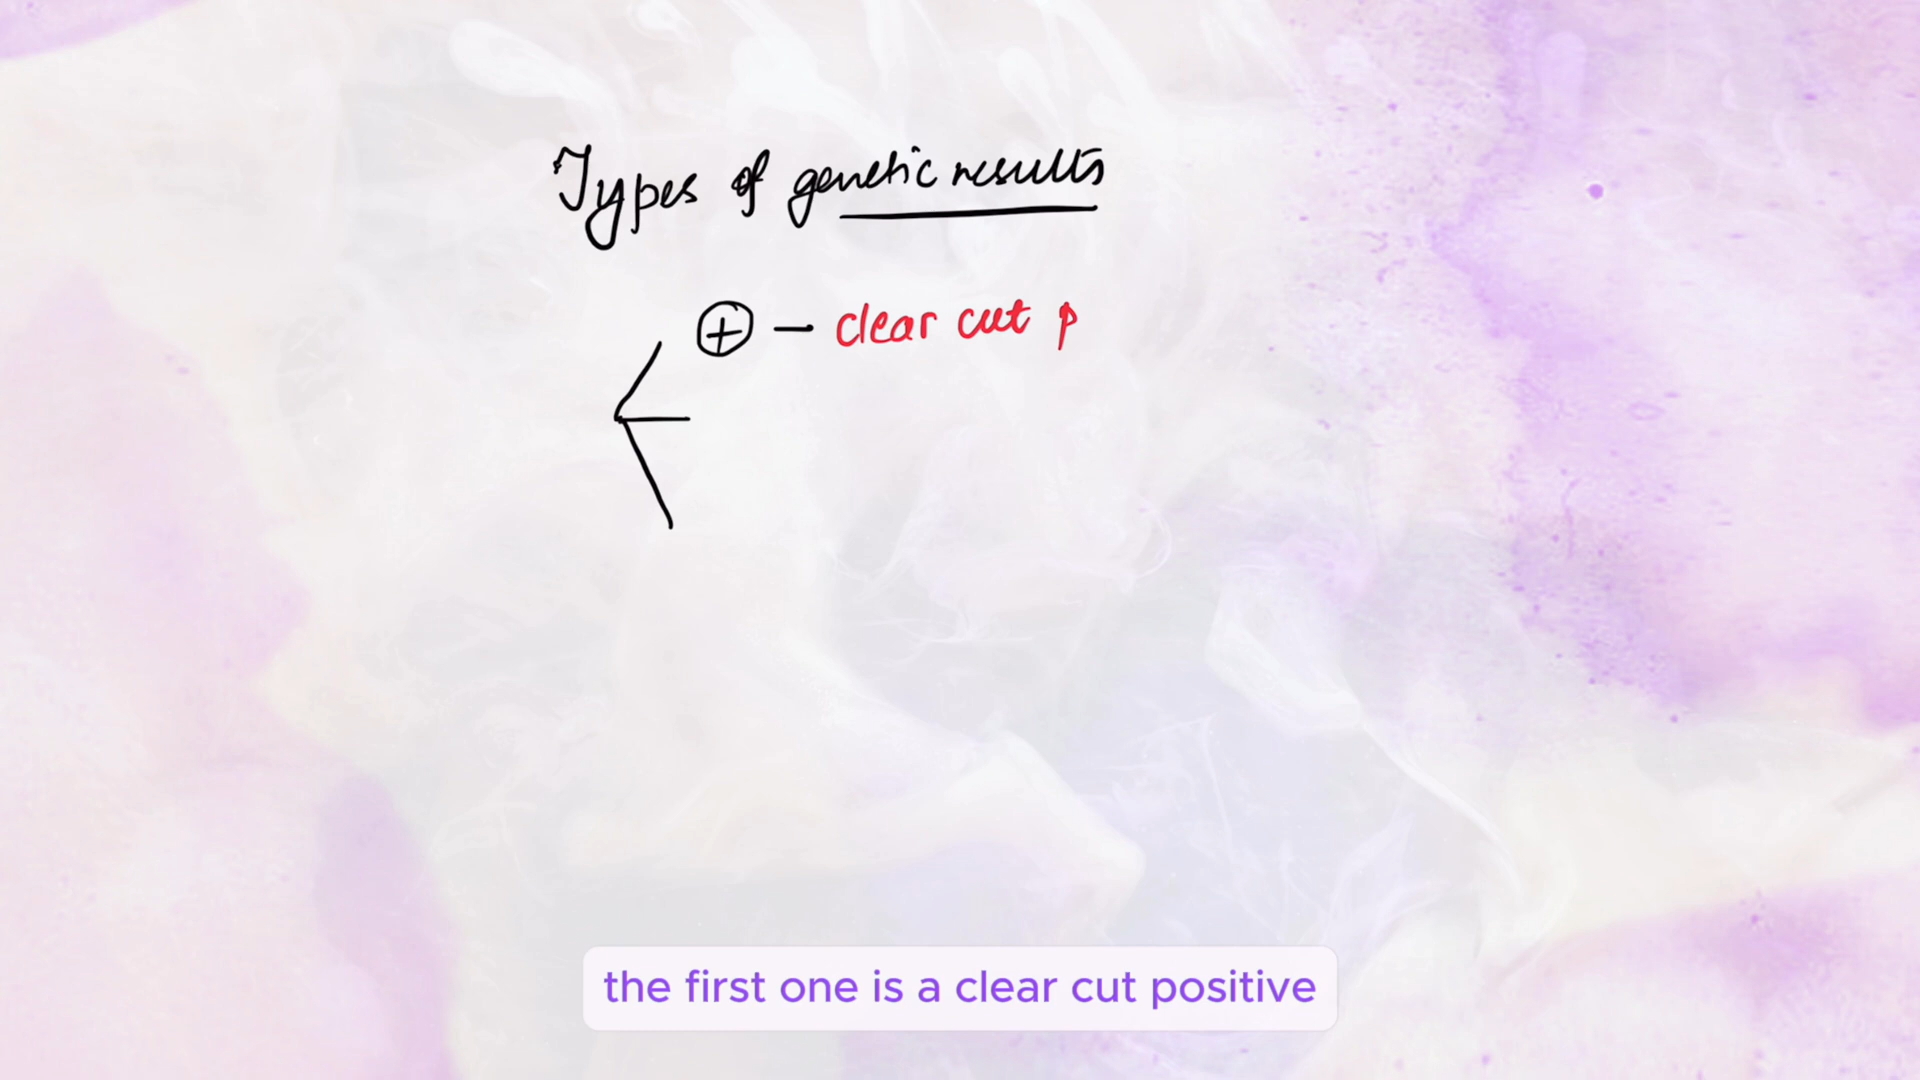 Types of genetic results
⊕ — clear cut p
the first one is a clear cut positive